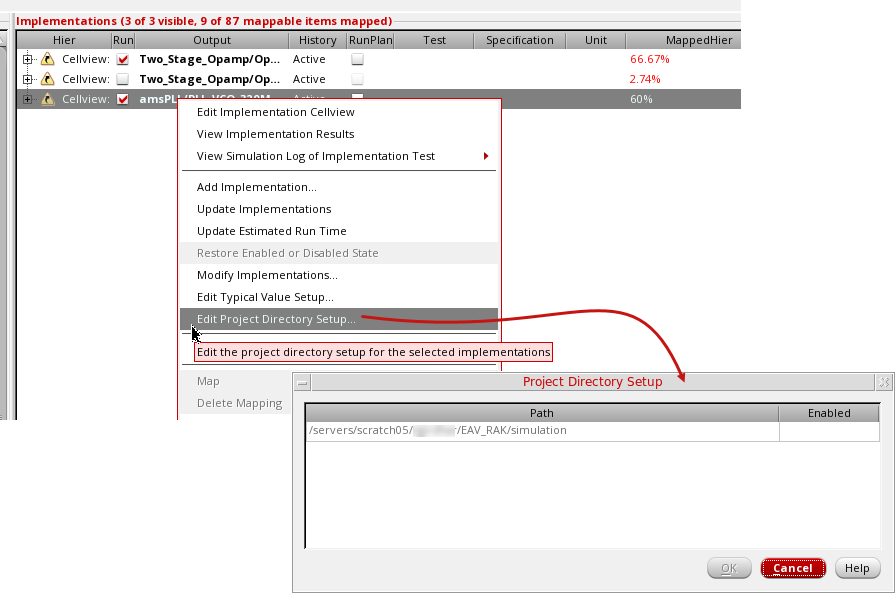 Implementations (3 of 3 visible, 9 of 87 mappable items mapped)
Hier Run Output History RunPlan Test Specification Unit MappedHier
Cellview: Two_Stage_Opamp/Op... Active 66.67%
Cellview: Two_Stage_Opamp/Op... Active 2.74%
Cellview: 60%
Edit Implementation Cellview
View Implementation Results
View Simulation Log of Implementation Test
Add Implementation...
Update Implementations
Update Estimated Run Time
Restore Enabled or Disabled State
Modify Implementations...
Edit Typical Value Setup...
Edit Project Directory Setup...
Edit the project directory setup for the selected implementations
Map
Delete Mapping
Project Directory Setup
Path Enabled
/servers/scratch05/ /EAV_RAK/simulation
OK Cancel Help